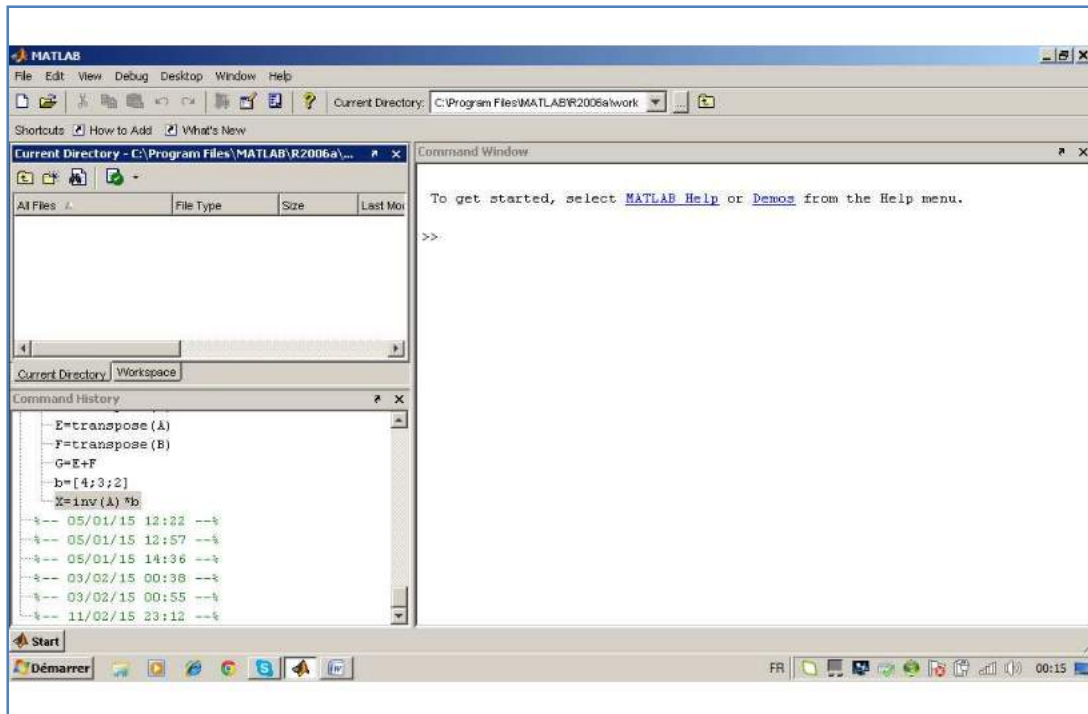 MATLAB
File Edit View Debug Desktop Window Help
Current Directory: C:\Program Files\MATLAB\R2006a\work
Shortcuts How to Add What's New
Current Directory - C:\Program Files\MATLAB\R2006a\...
All Files File Type Size Last Mo
Current Directory Workspace
Command History
E=transpose(A)
F=transpose(B)
G=E+F
b=[4;3;2]
X=inv(A)*b
%-- 05/01/15 12:22 --%
%-- 05/01/15 12:57 --%
%-- 05/01/15 14:36 --%
%-- 03/02/15 00:38 --%
%-- 03/02/15 00:55 --%
%-- 11/02/15 23:12 --%
Command Window
To get started, select MATLAB Help or Demos from the Help menu.
>>
Start
Démarrer FR 00:15